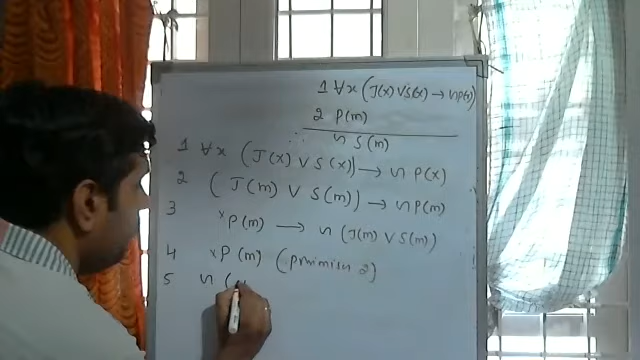 1 ∀x (J(x) ∨ S(x) → ~P(x))
2 P(m)
∴ ~ S(m)
1 ∀x (J(x) ∨ S(x)) → ~ P(x)
2 (J(m) ∨ S(m)) → ~ P(m)
3 P(m) → ~ (J(m) ∨ S(m))
4 P(m) (premise 2)
5 ~ (